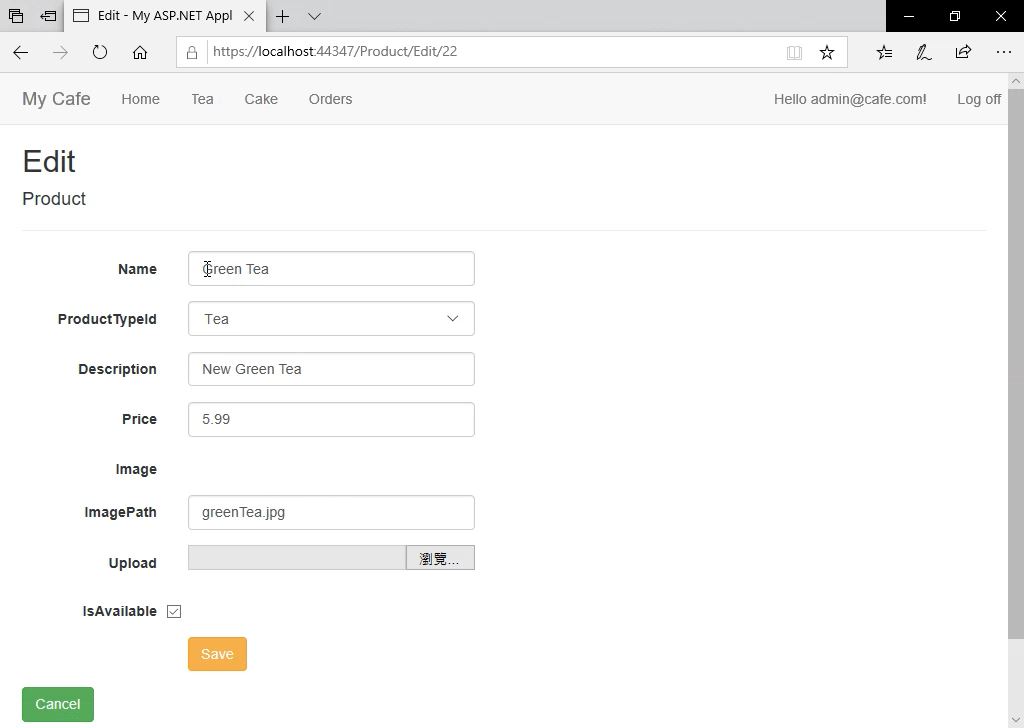 Edit - My ASP.NET Appl
https://localhost:44347/Product/Edit/22
My Cafe Home Tea Cake Orders Hello admin@cafe.com! Log off
Edit
Product
Name Green Tea
ProductTypeId Tea
Description New Green Tea
Price 5.99
Image
ImagePath greenTea.jpg
Upload 瀏覽...
IsAvailable
Save
Cancel